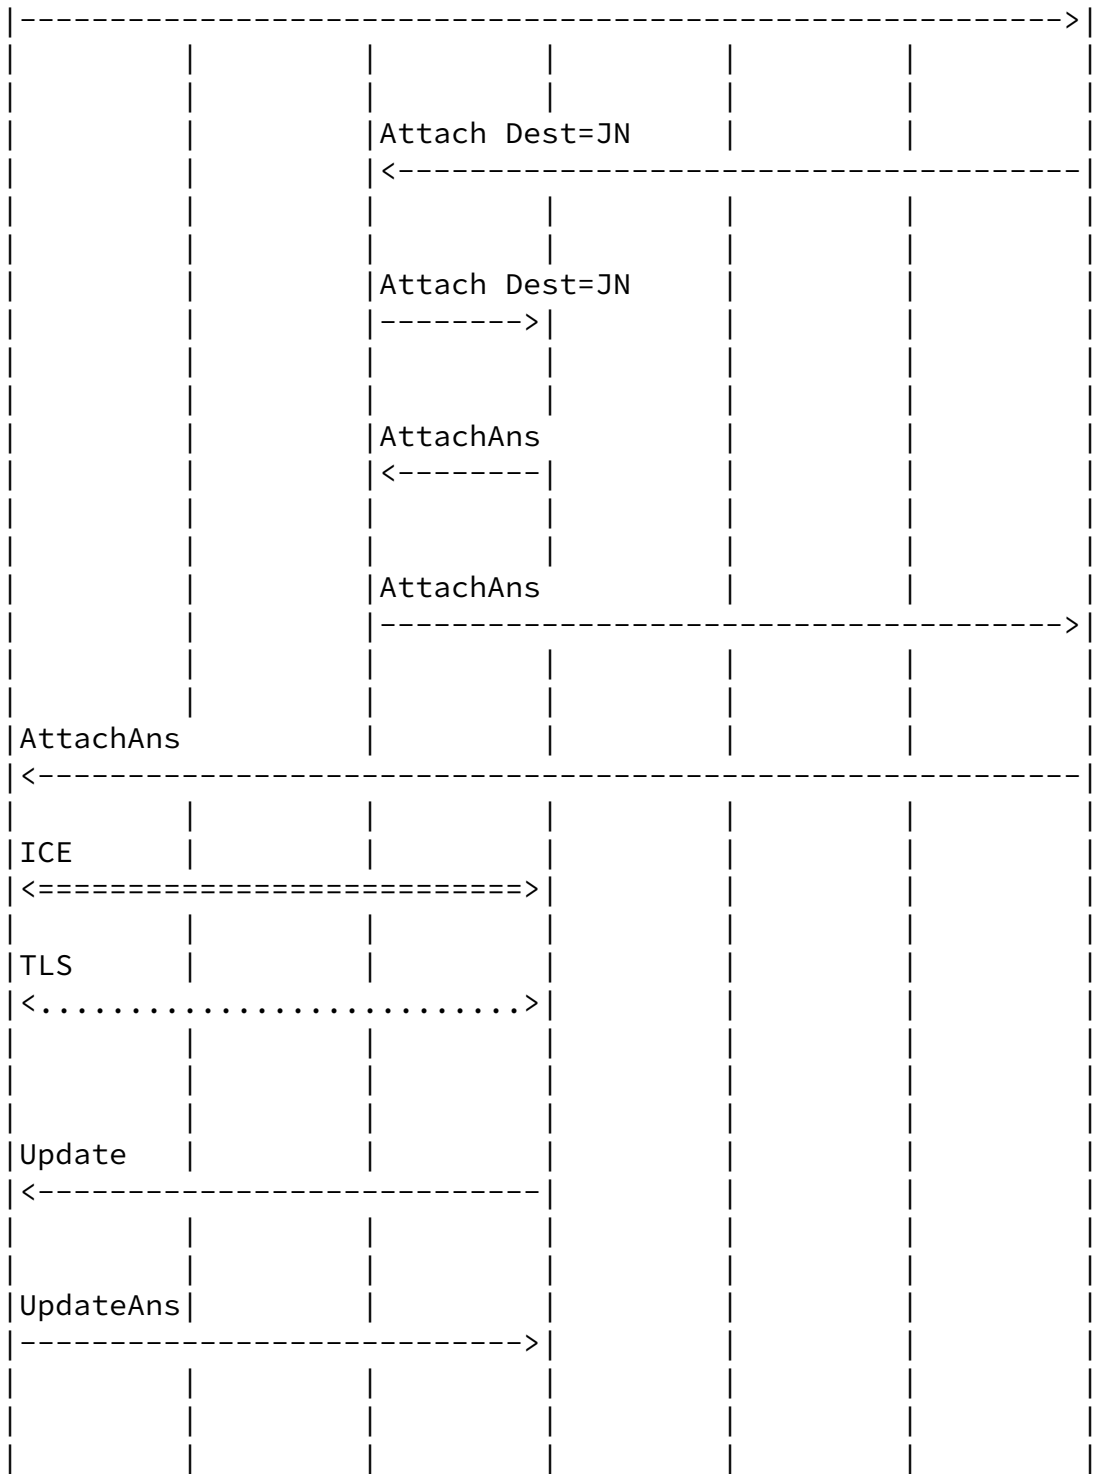 Attach Dest=JN
Attach Dest=JN
AttachAns
AttachAns
AttachAns
ICE
TLS
Update
UpdateAns